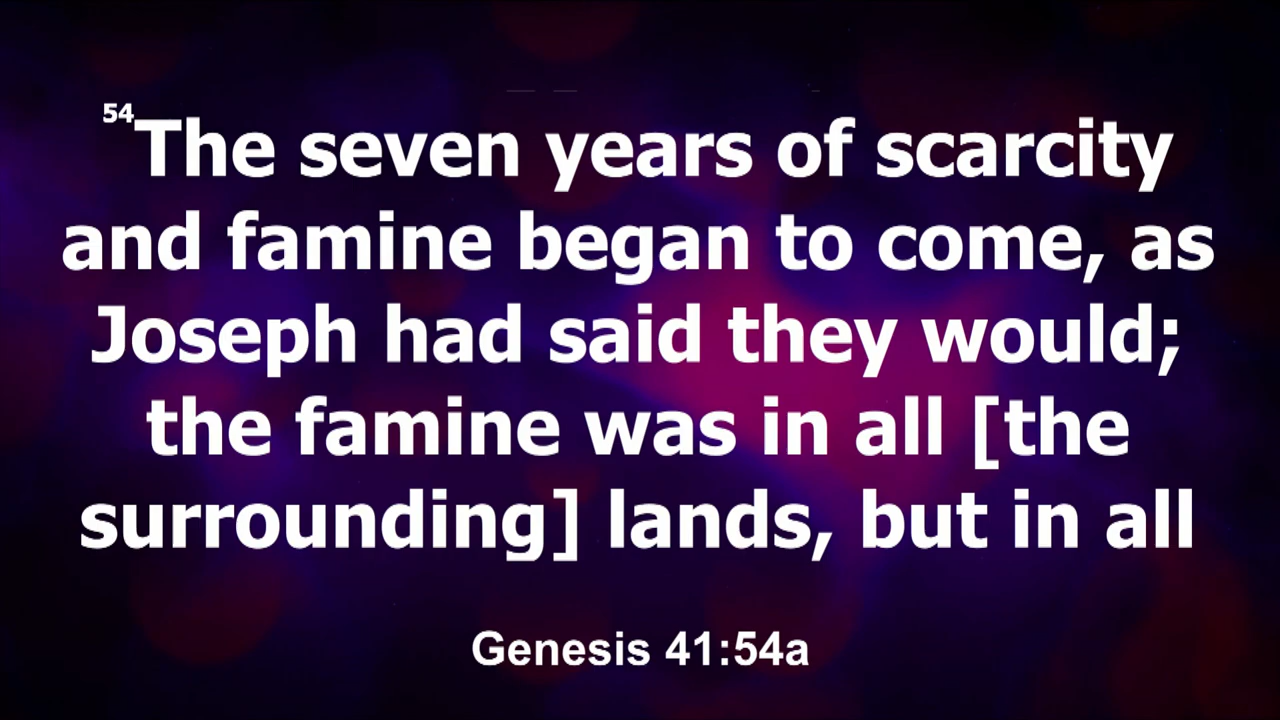 54The seven years of scarcity
and famine began to come, as
Joseph had said they would;
the famine was in all [the
surrounding] lands, but in all
Genesis 41:54a